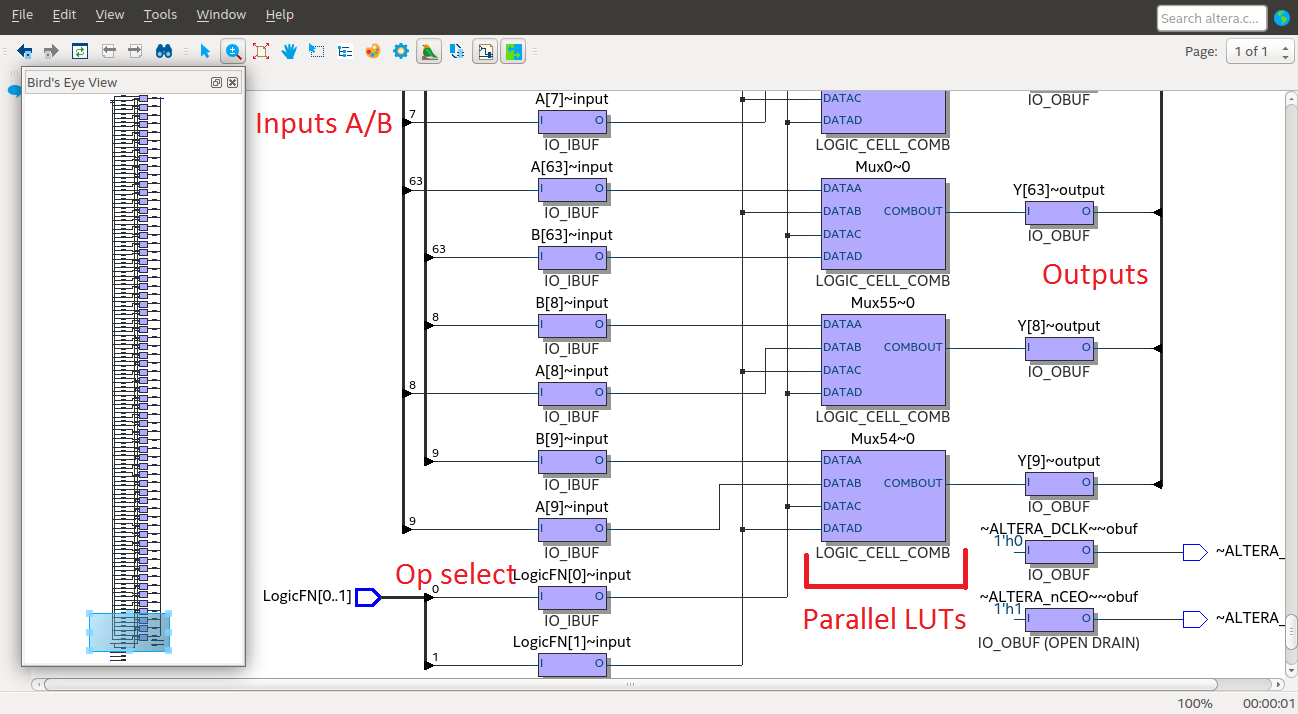 File Edit View Tools Window Help
Search altera.c...
Page: 1 of 1
Bird's Eye View
Inputs A/B
7
A[7]~input
I O
IO_IBUF
DATAC
DATAD
LOGIC_CELL_COMB
IO_OBUF
63
A[63]~input
I O
IO_IBUF
63
B[63]~input
I O
IO_IBUF
Mux0~0
DATAA
DATAB COMBOUT
DATAC
DATAD
LOGIC_CELL_COMB
Y[63]~output
I O
IO_OBUF
Outputs
8
B[8]~input
I O
IO_IBUF
8
A[8]~input
I O
IO_IBUF
Mux55~0
DATAA
DATAB COMBOUT
DATAC
DATAD
LOGIC_CELL_COMB
Y[8]~output
I O
IO_OBUF
9
B[9]~input
I O
IO_IBUF
9
A[9]~input
I O
IO_IBUF
Mux54~0
DATAA
DATAB COMBOUT
DATAC
DATAD
LOGIC_CELL_COMB
Y[9]~output
I O
IO_OBUF
~ALTERA_DCLK~~obuf
1'h0
I O
IO_OBUF
~ALTERA_
Op select
LogicFN[0..1]
0
LogicFN[0]~input
I O
IO_IBUF
1
LogicFN[1]~input
I O
Parallel LUTs
~ALTERA_nCEO~~obuf
1'h1
I O
IO_OBUF (OPEN DRAIN)
~ALTERA_
100% 00:00:01